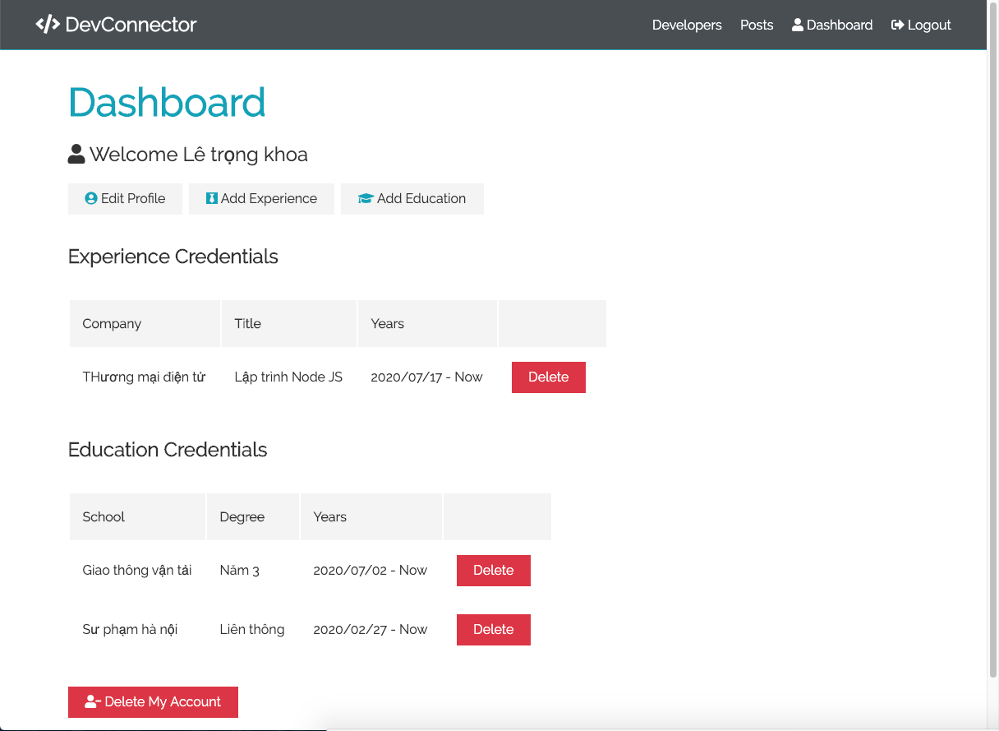 DevConnector Developers Posts Dashboard Logout
Dashboard
Welcome Lê trọng khoa
Edit Profile Add Experience Add Education
Experience Credentials
Company Title Years
THương mại điện tử Lập trình Node JS 2020/07/17 - Now Delete
Education Credentials
School Degree Years
Giao thông vận tải Năm 3 2020/07/02 - Now Delete
Sư phạm hà nội Liên thông 2020/02/27 - Now Delete
Delete My Account